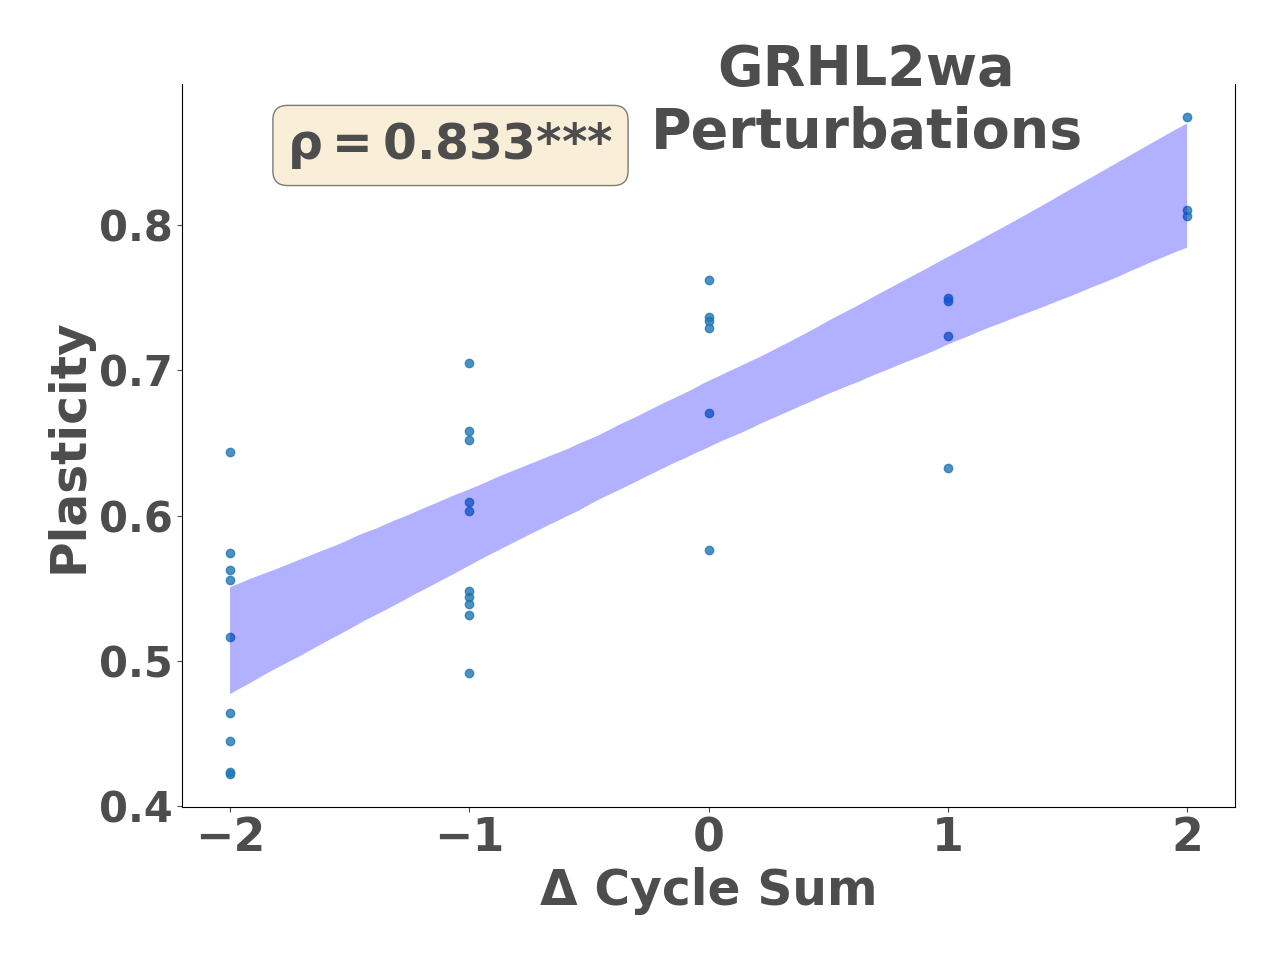 GRHL2wa
Perturbations
ρ = 0.833***
Plasticity
0.8
0.7
0.6
0.5
0.4
−2 −1 0 1 2
Δ Cycle Sum